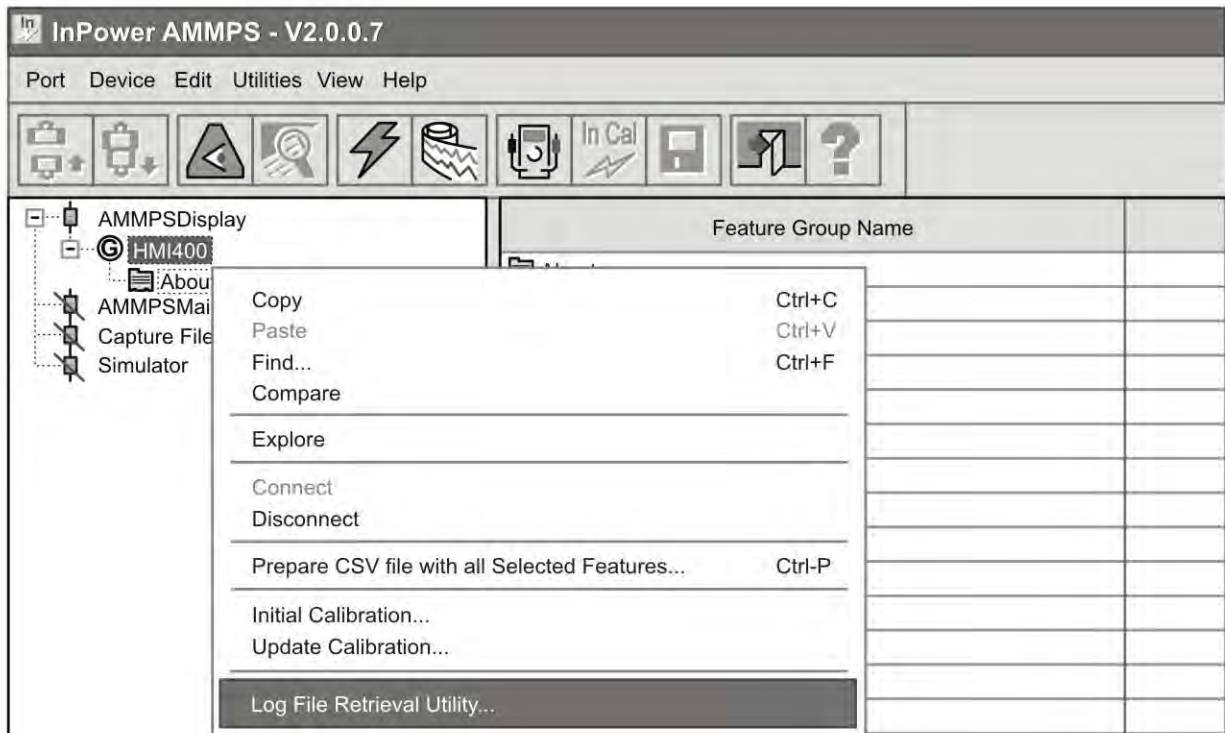 InPower AMMPS - V2.0.0.7
Port Device Edit Utilities View Help
In Cal
?
AMMPSDisplay
Feature Group Name
G HMI400
Abou
AMMPSMai
Capture File
Simulator
Copy Ctrl+C
Paste Ctrl+V
Find... Ctrl+F
Compare
Explore
Connect
Disconnect
Prepare CSV file with all Selected Features... Ctrl-P
Initial Calibration...
Update Calibration...
Log File Retrieval Utility...